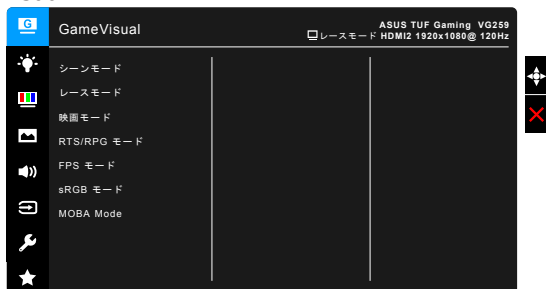 G
GameVisual
ASUS TUF Gaming VG259
レースモード HDMI2 1920x1080@ 120Hz
シーンモード
レースモード
映画モード
RTS/RPG モード
FPS モード
sRGB モード
MOBA Mode